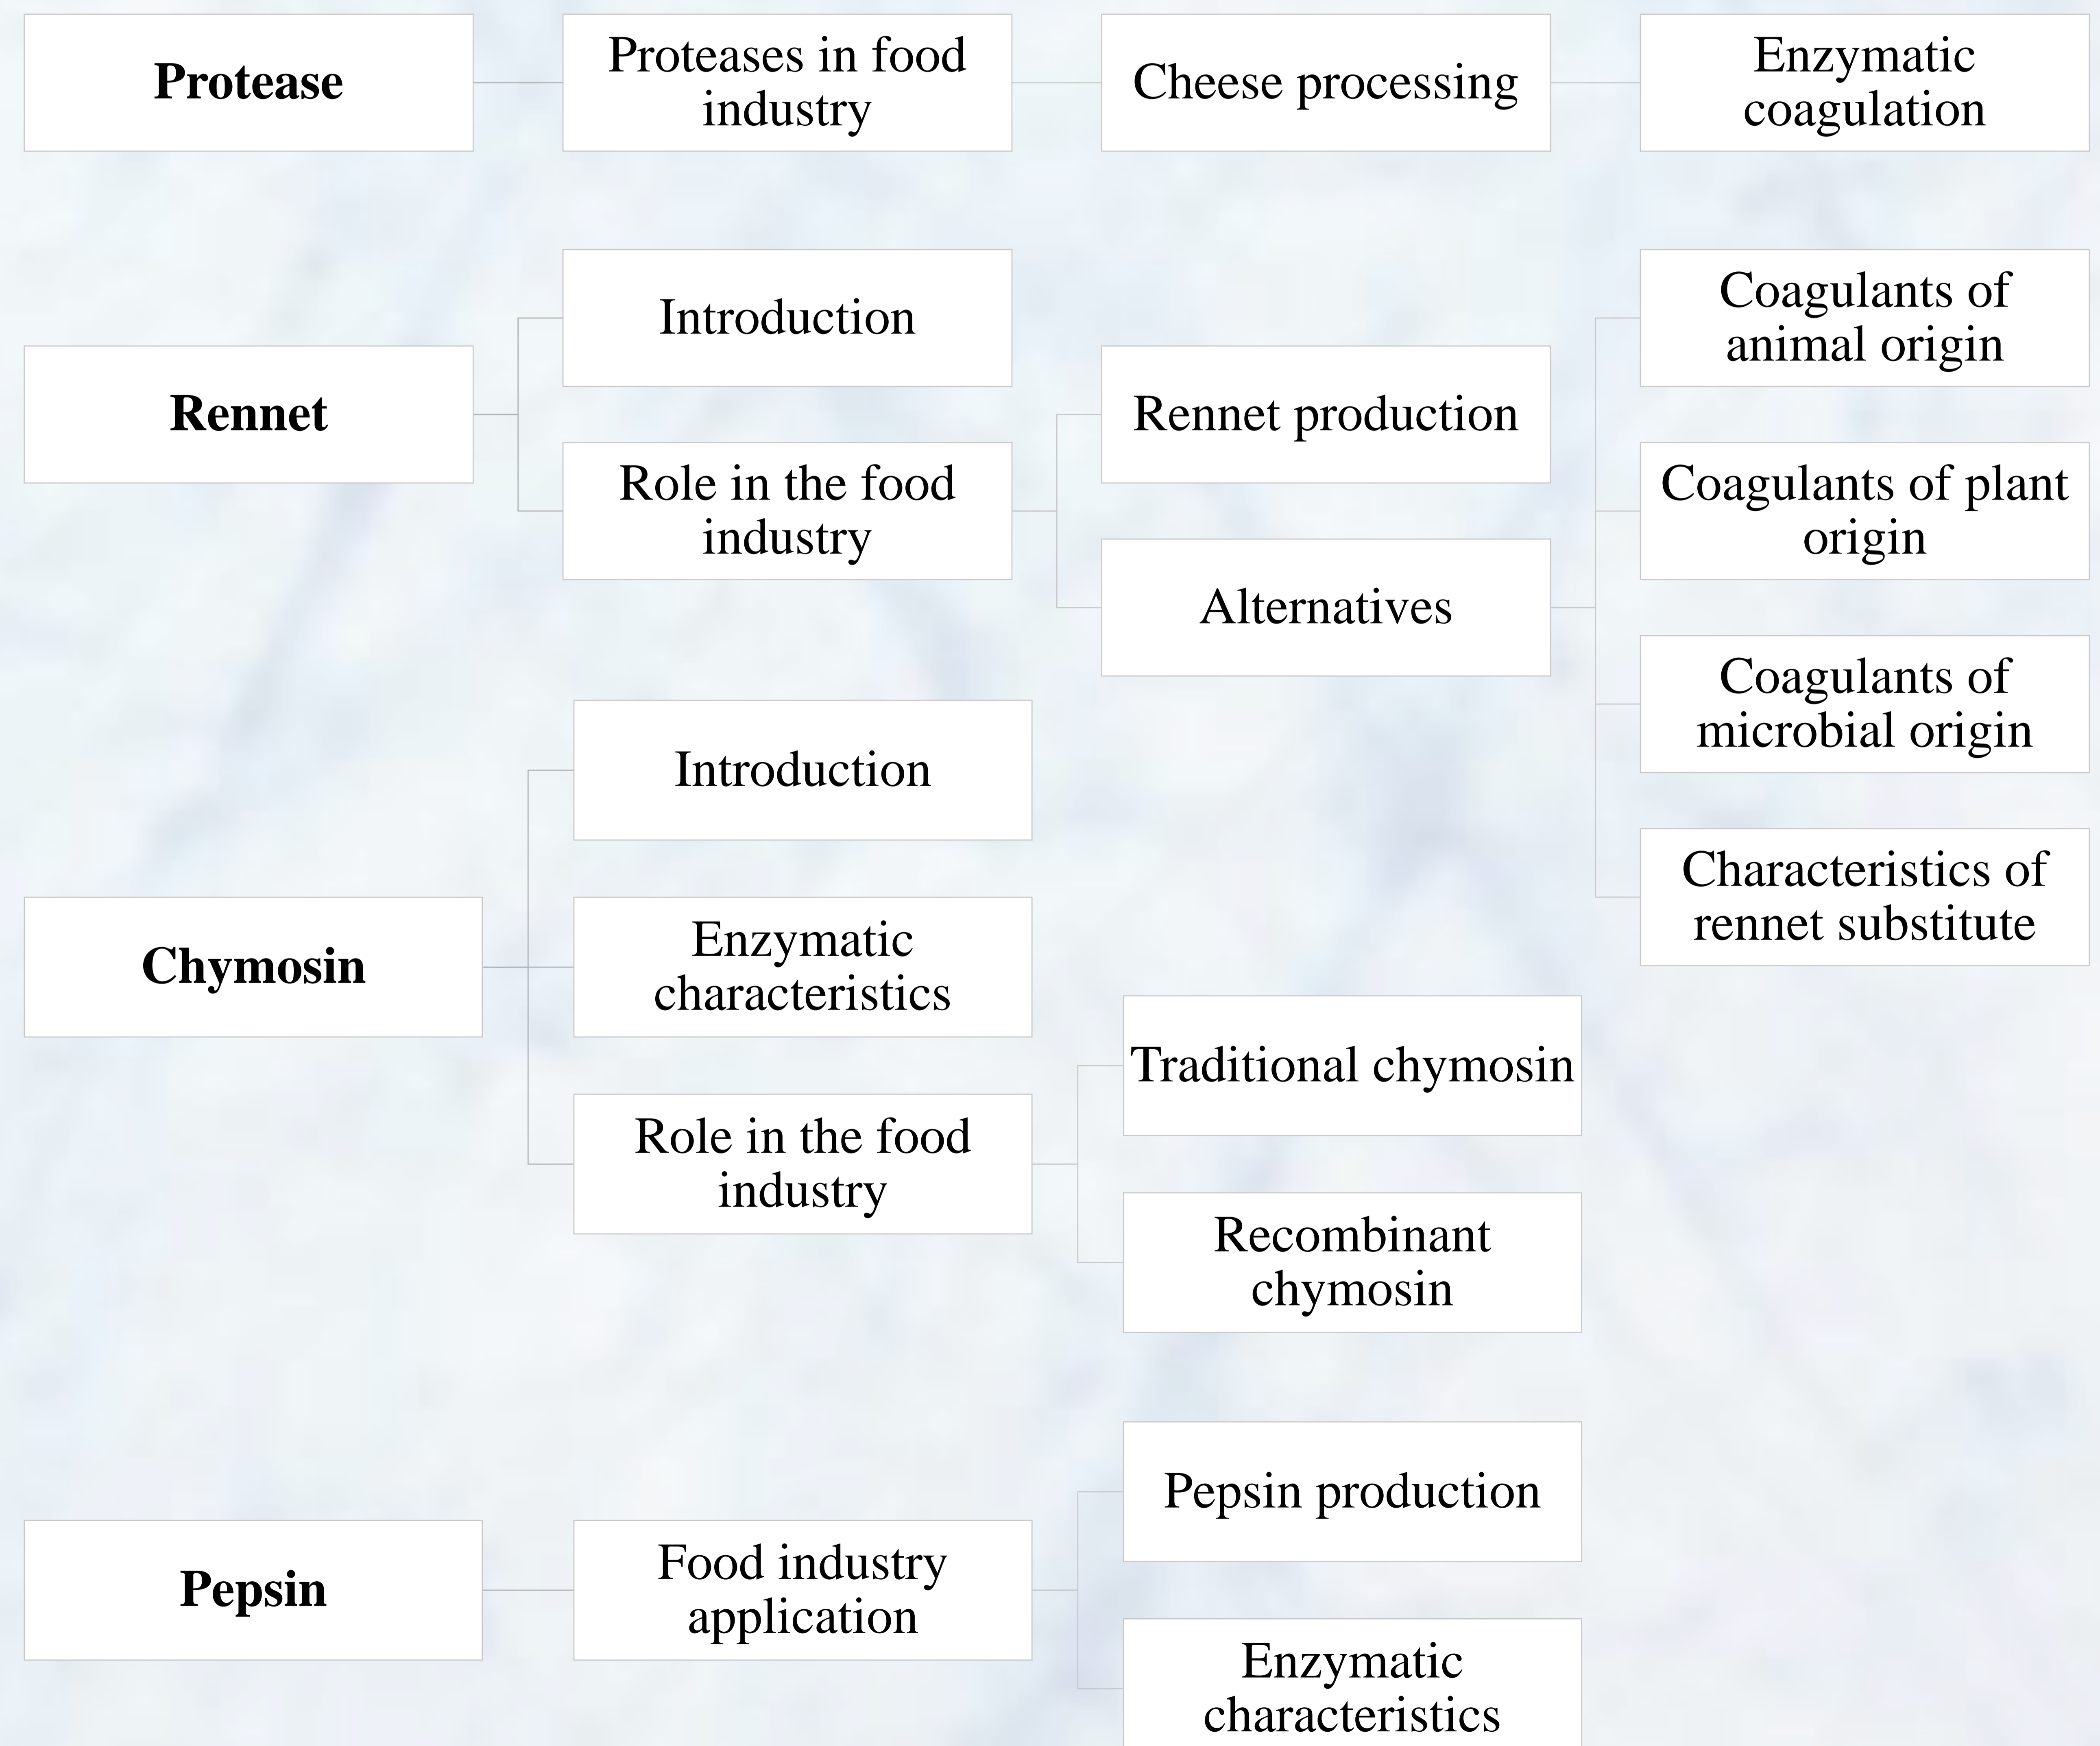 Protease
Proteases in food
industry
Cheese processing
Enzymatic
coagulation
Rennet
Introduction
Role in the food
industry
Rennet production
Alternatives
Coagulants of
animal origin
Coagulants of plant
origin
Coagulants of
microbial origin
Characteristics of
rennet substitute
Chymosin
Introduction
Enzymatic
characteristics
Role in the food
industry
Traditional chymosin
Recombinant
chymosin
Pepsin
Food industry
application
Pepsin production
Enzymatic
characteristics